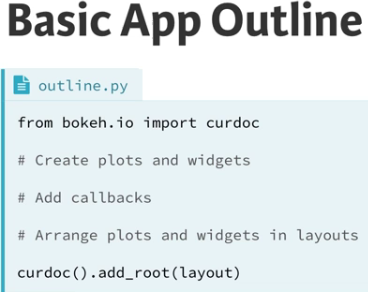 Basic App Outline
outline.py
from bokeh.io import curdoc
# Create plots and widgets
# Add callbacks
# Arrange plots and widgets in layouts
curdoc().add_root(layout)